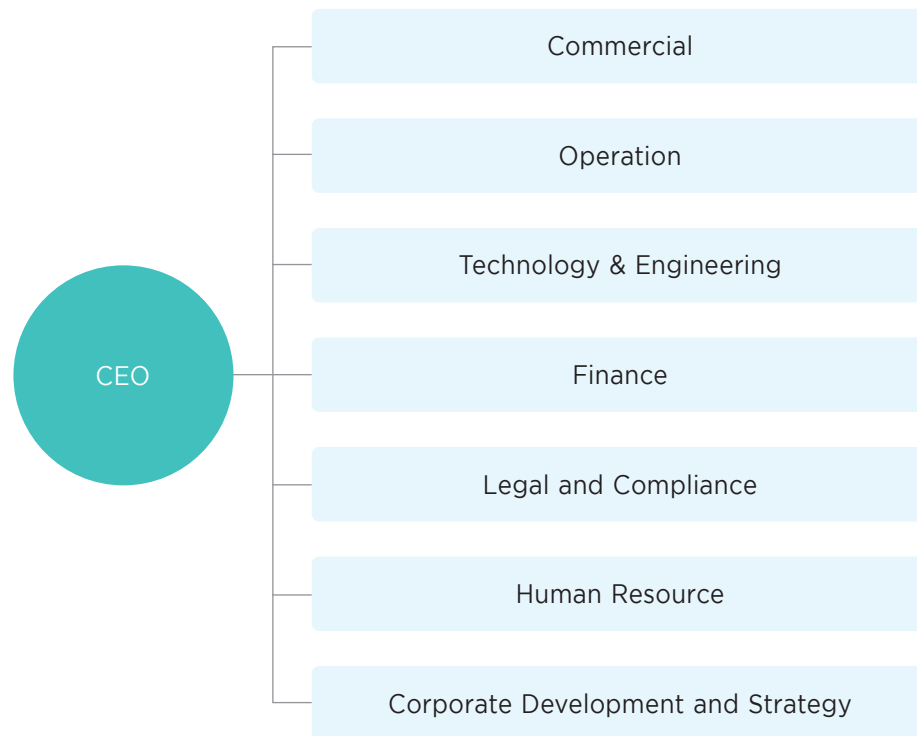 Commercial
Operation
Technology & Engineering
CEO
Finance
Legal and Compliance
Human Resource
Corporate Development and Strategy